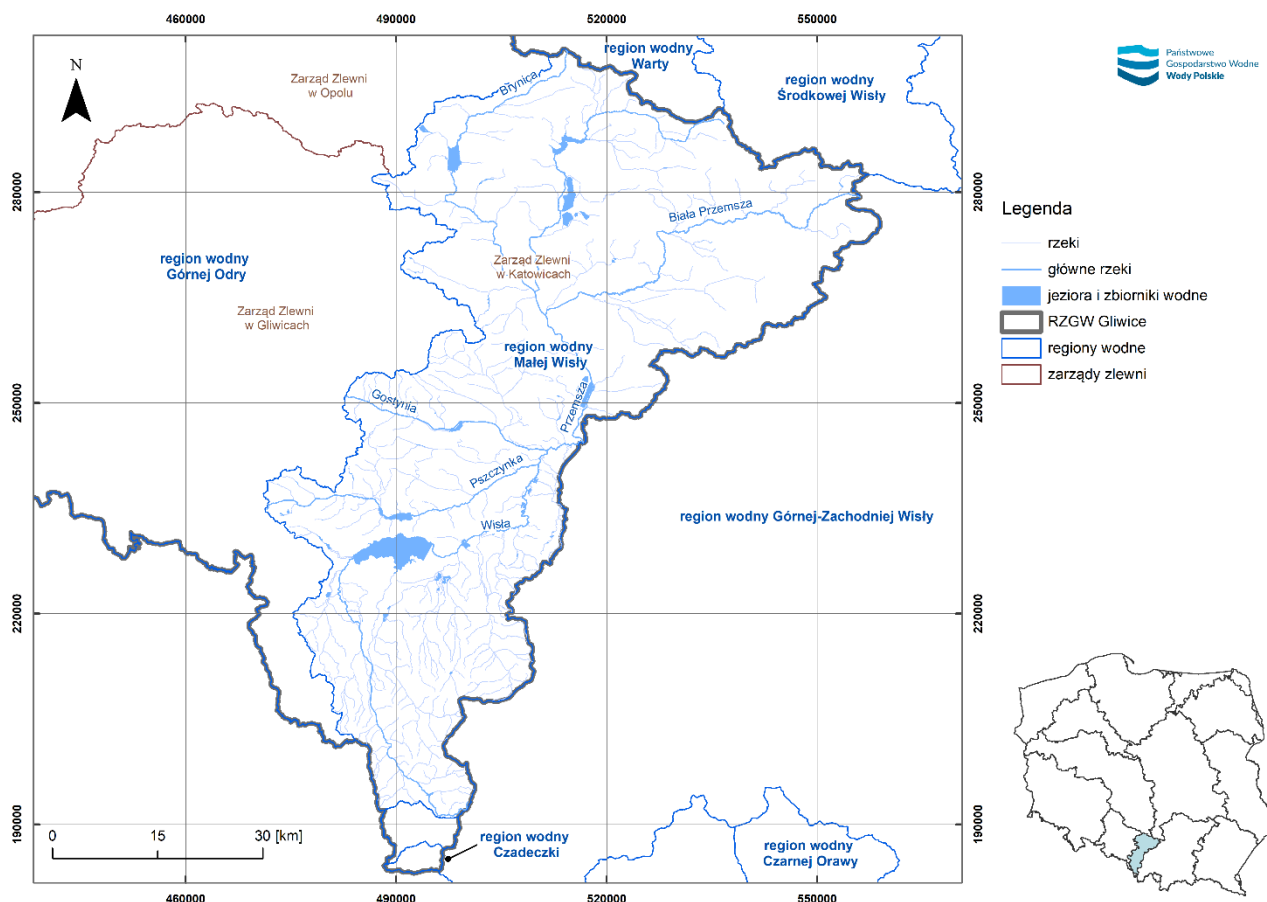 460000
490000
520000
550000
N
Zarząd Zlewni
w Opolu
region wodny
Warty
region wodny
Środkowej Wisły
Państwowe
Gospodarstwo Wodne
Wody Polskie
Brynica
280000
280000
Biała Przemsza
region wodny
Górnej Odry
Zarząd Zlewni
w Katowicach
Zarząd Zlewni
w Gliwicach
region wodny
Małej Wisły
Gostynia
Przemsza
250000
250000
Pszczynka
Wisła
region wodny Górnej-Zachodniej Wisły
220000
220000
190000
190000
0
15
30 [km]
region wodny
Czadeczki
region wodny
Czarnej Orawy
460000
490000
520000
550000
Legenda
rzeki
główne rzeki
jeziora i zbiorniki wodne
RZGW Gliwice
regiony wodne
zarządy zlewni